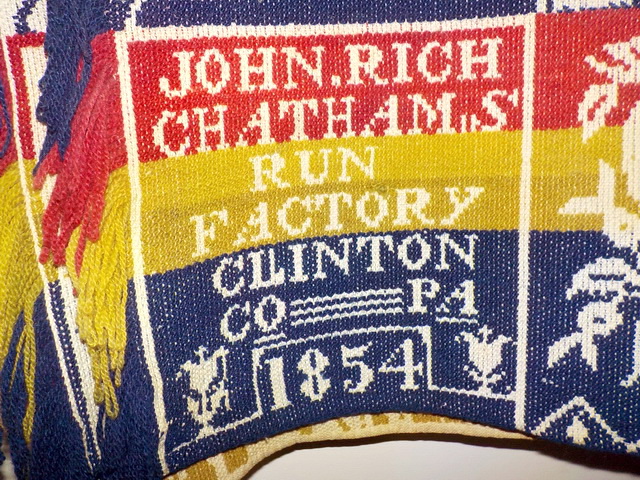 JOHN.RICH
CHATHAM,,S
RUN
FACTORY
CLINTON
CO PA
1854